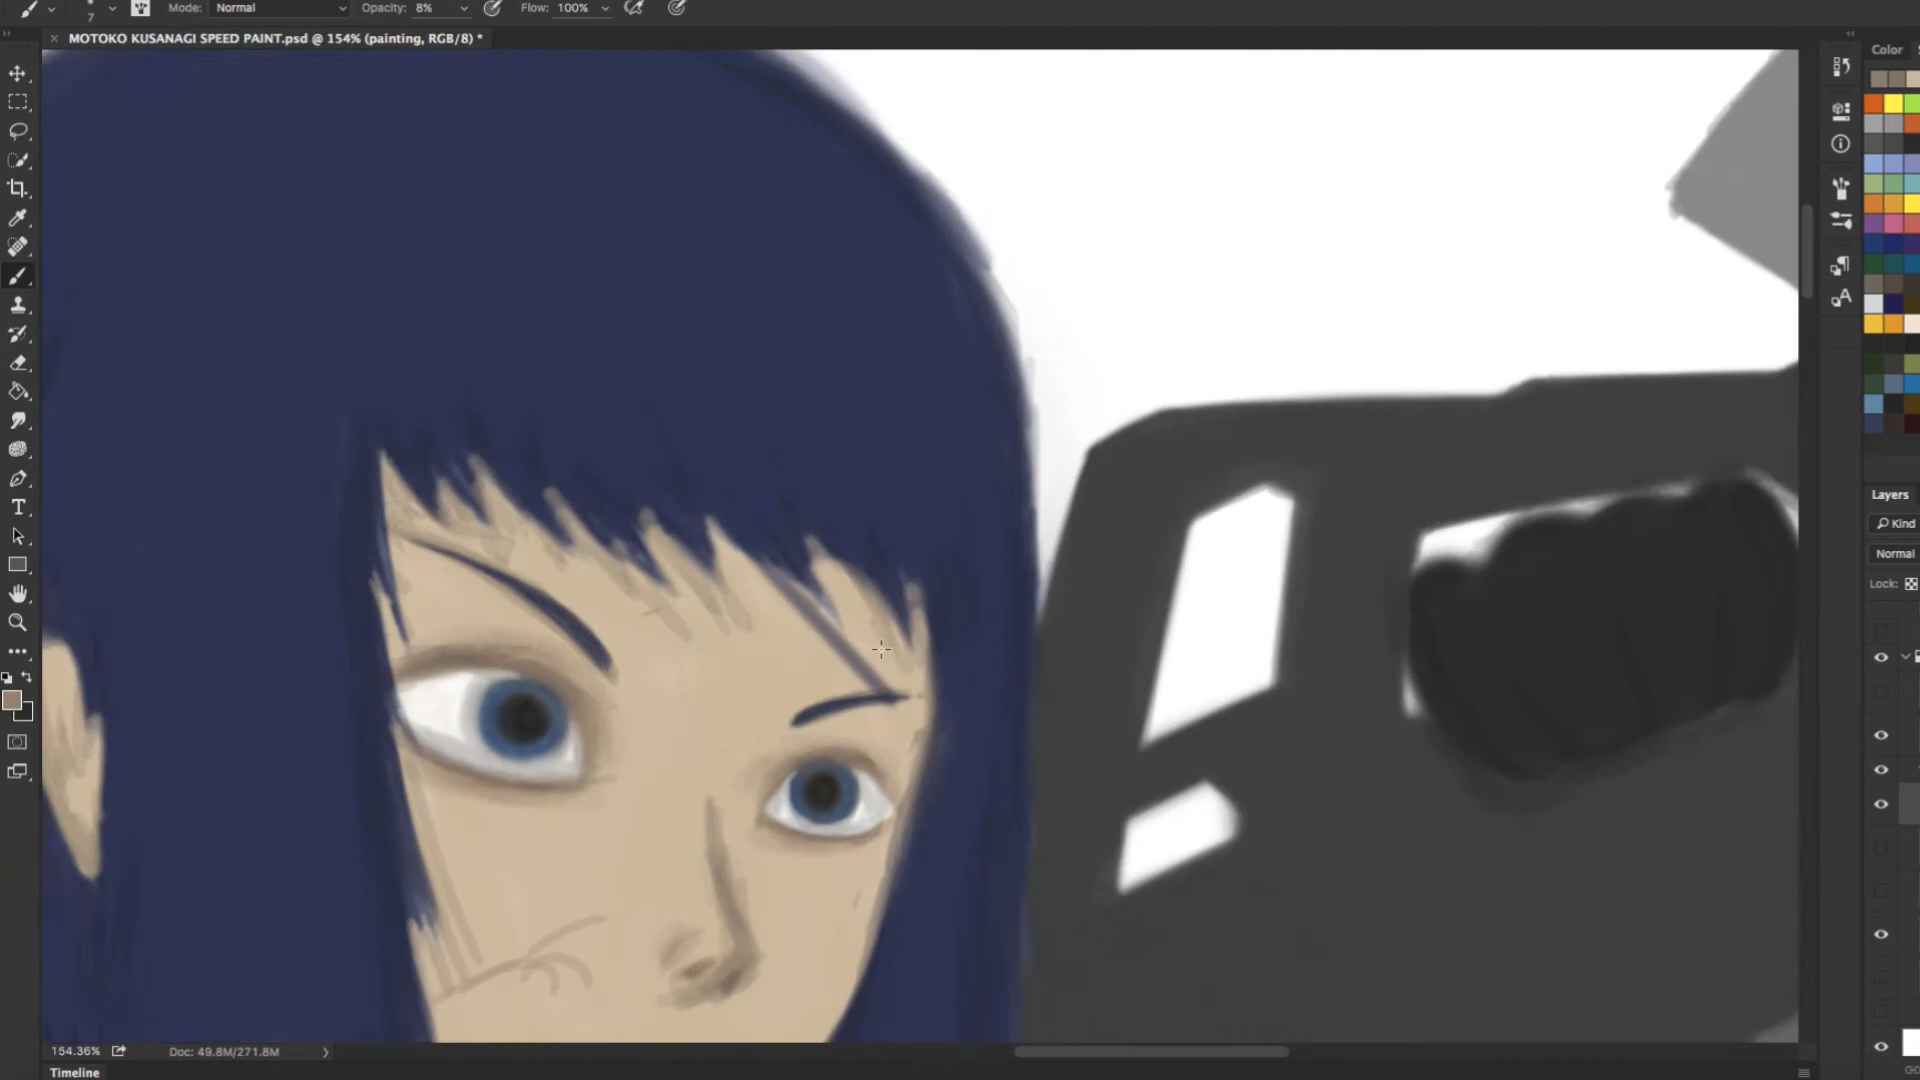 7
Mode: Normal Opacity: 8% Flow: 100%
MOTOKO KUSANAGI SPEED PAINT.psd @ 154% (painting, RGB/8) *
Color
Layers
Kind
Normal
Lock:
154.36% Doc: 49.8M/271.8M
Timeline